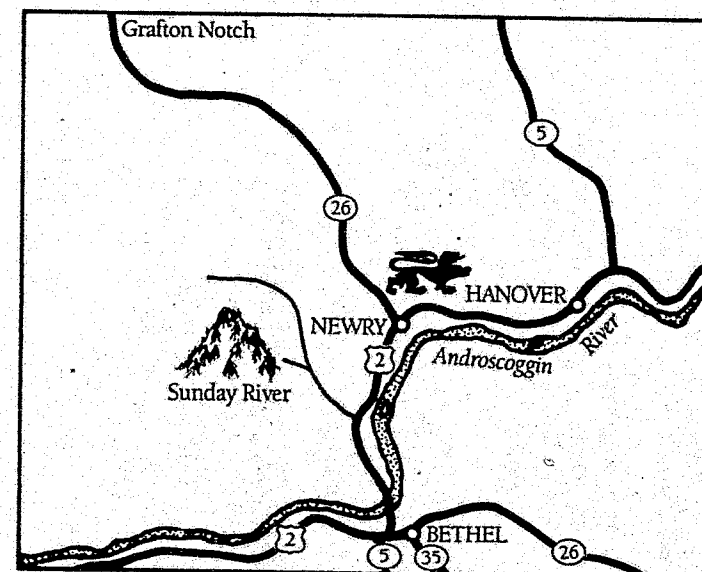 Grafton Notch
5
26
HANOVER
NEWRY
2
Androscoggin
River
Sunday River
2
BETHEL
5
35
26